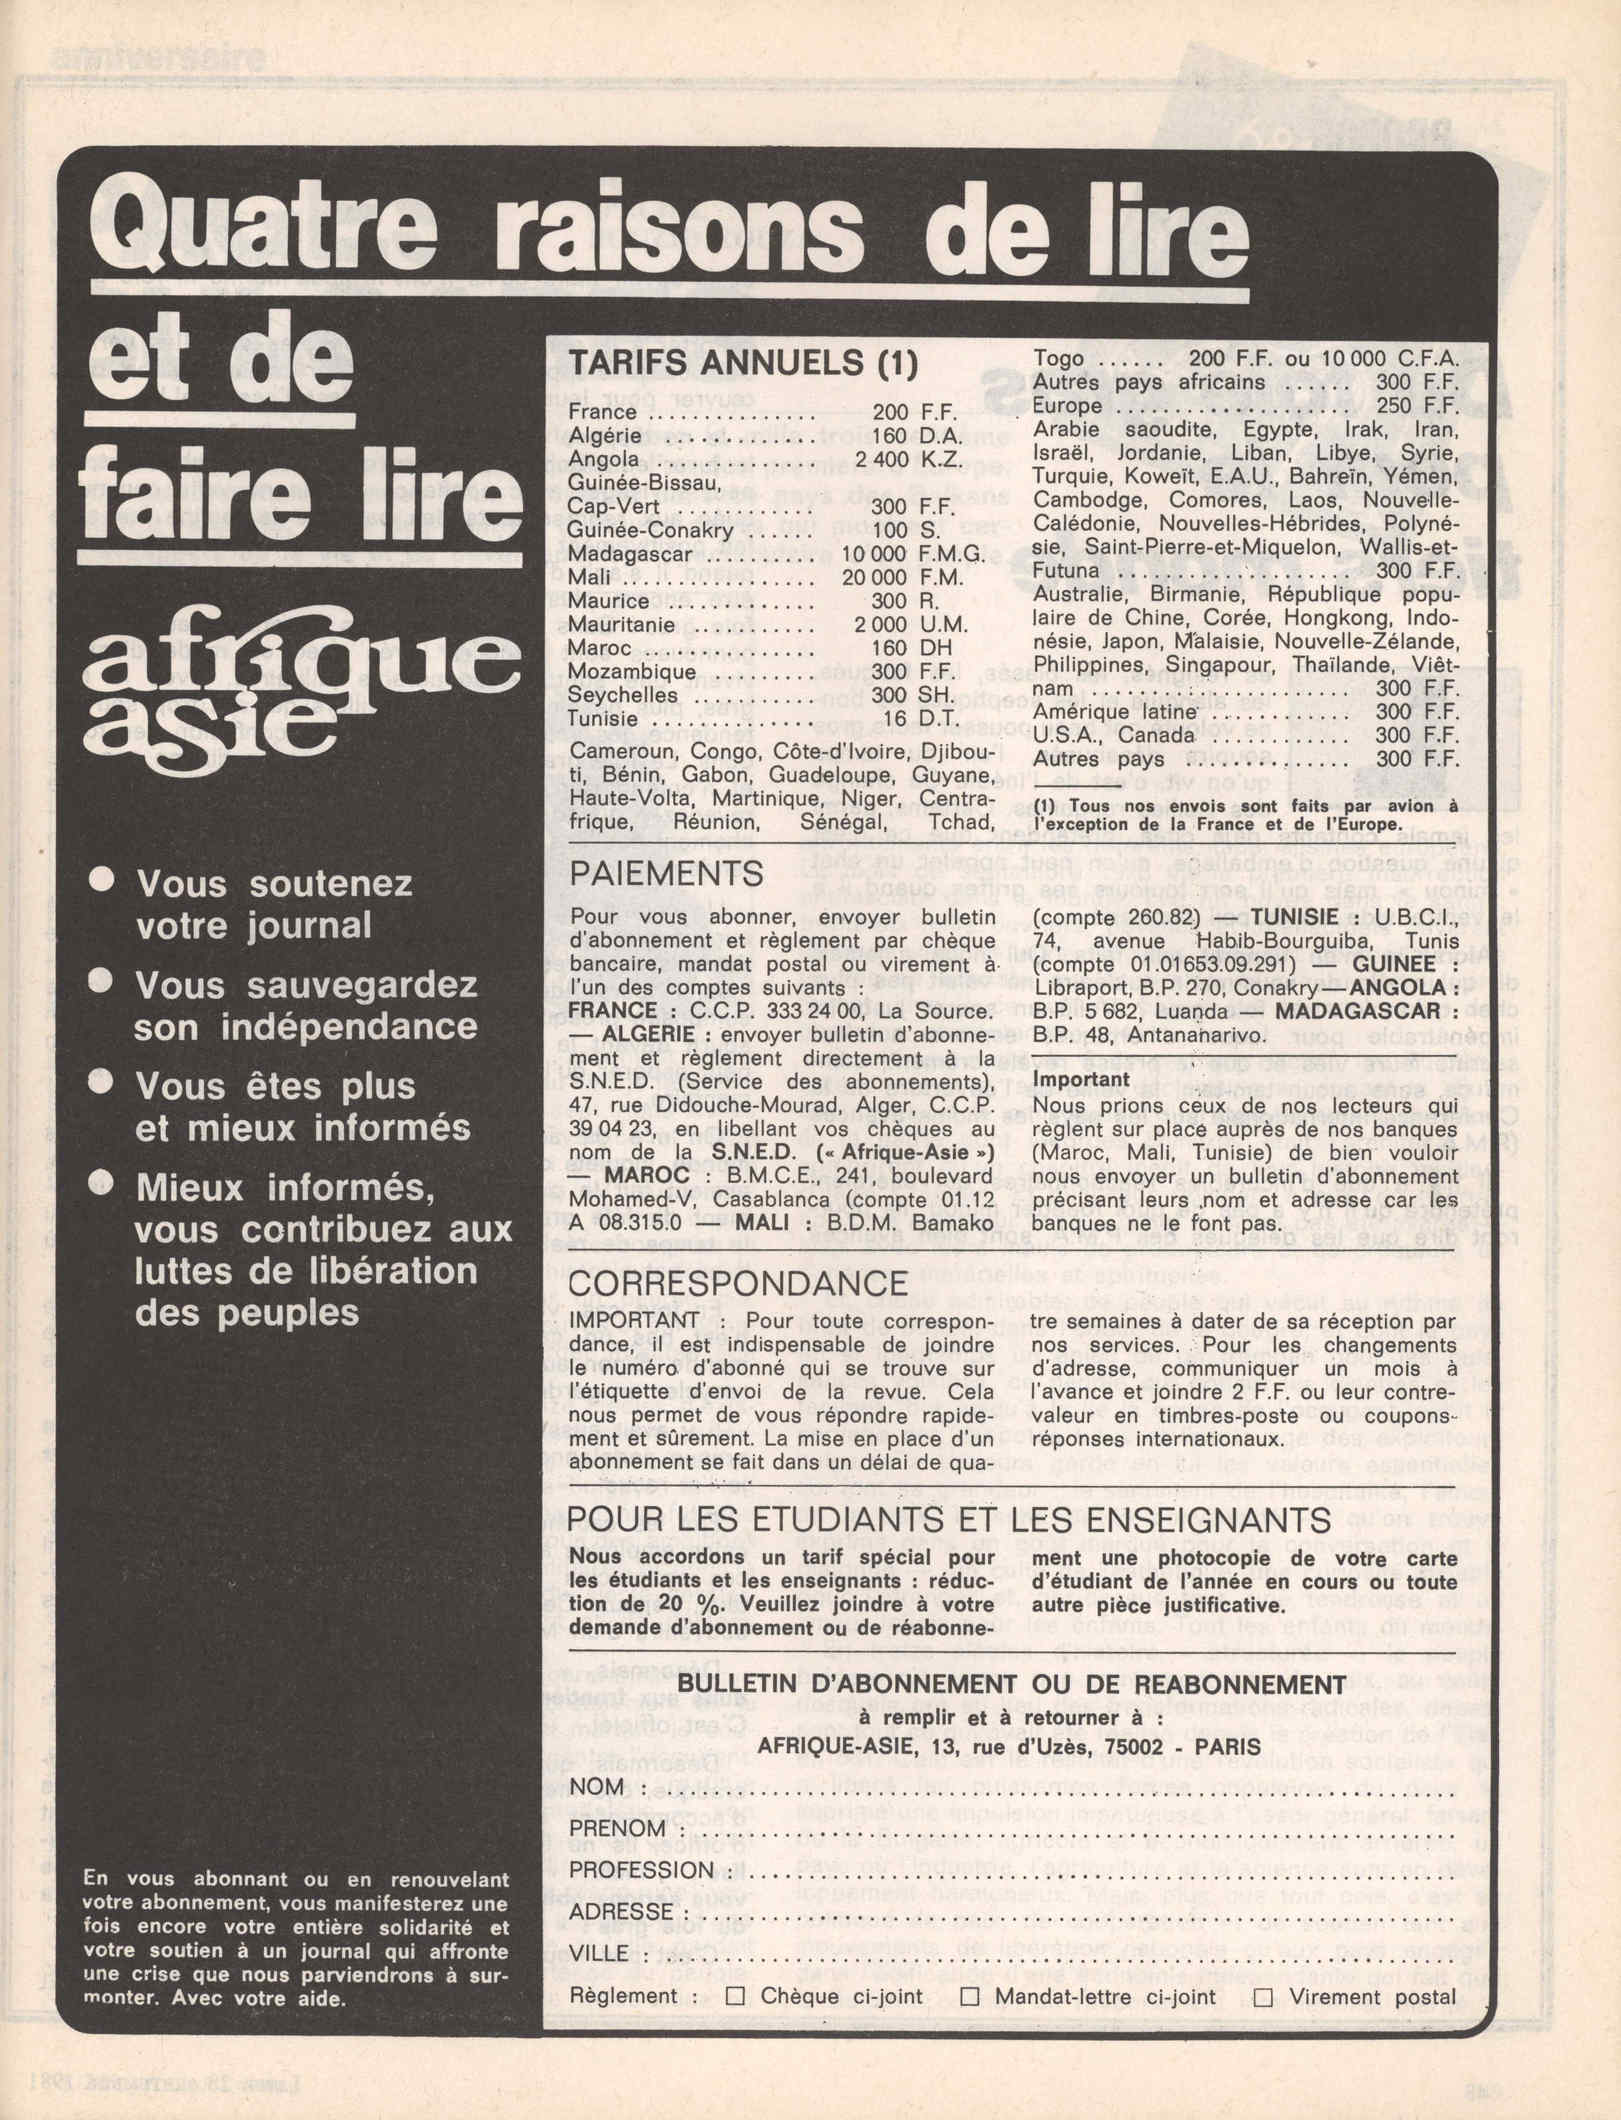 Quatre raisons de lire
et de
faire lire
afrique
asie
● Vous soutenez
votre journal
● Vous sauvegardez
son indépendance
● Vous êtes plus
et mieux informés
● Mieux informés,
vous contribuez aux
luttes de libération
des peuples
En vous abonnant ou en renouvelant
votre abonnement, vous manifesterez une
fois encore votre entière solidarité et
votre soutien à un journal qui affronte
une crise que nous parviendrons à sur-
monter. Avec votre aide.
TARIFS ANNUELS (1)
France ............... 200 F.F.
Algérie ............. 160 D.A.
Angola .............. 2 400 K.Z.
Guinée-Bissau,
Cap-Vert ............ 300 F.F.
Guinée-Conakry ...... 100 S.
Madagascar .......... 10 000 F.M.G.
Mali ................. 20 000 F.M.
Maurice ............. 300 R.
Mauritanie ........... 2 000 U.M.
Maroc ............... 160 DH
Mozambique ......... 300 F.F.
Seychelles ........... 300 SH.
Tunisie .............. 16 D.T.
Cameroun, Congo, Côte-d'Ivoire, Djibou-
ti, Bénin, Gabon, Guadeloupe, Guyane,
Haute-Volta, Martinique, Niger, Centra-
frique, Réunion, Sénégal, Tchad,
Togo ...... 200 F.F. ou 10 000 C.F.A.
Autres pays africains ...... 300 F.F.
Europe .................... 250 F.F.
Arabie saoudite, Egypte, Irak, Iran,
Israël, Jordanie, Liban, Libye, Syrie,
Turquie, Koweït, E.A.U., Bahreïn, Yémen,
Cambodge, Comores, Laos, Nouvelle-
Calédonie, Nouvelles-Hébrides, Polyné-
sie, Saint-Pierre-et-Miquelon, Wallis-et-
Futuna .................... 300 F.F.
Australie, Birmanie, République popu-
laire de Chine, Corée, Hongkong, Indo-
nésie, Japon, Malaisie, Nouvelle-Zélande,
Philippines, Singapour, Thaïlande, Viêt-
nam ...................... 300 F.F.
Amérique latine ............ 300 F.F.
U.S.A., Canada ............ 300 F.F.
Autres pays .............. 300 F.F.
(1) Tous nos envois sont faits par avion à
l'exception de la France et de l'Europe.
PAIEMENTS
Pour vous abonner, envoyer bulletin
d'abonnement et règlement par chèque
bancaire, mandat postal ou virement à
l'un des comptes suivants :
FRANCE : C.C.P. 333 24 00, La Source.
— ALGERIE : envoyer bulletin d'abonne-
ment et règlement directement à la
S.N.E.D. (Service des abonnements),
47, rue Didouche-Mourad, Alger, C.C.P.
39 04 23, en libellant vos chèques au
nom de la S.N.E.D. (« Afrique-Asie »)
— MAROC : B.M.C.E., 241, boulevard
Mohamed-V, Casablanca (compte 01.12
A 08.315.0 — MALI : B.D.M. Bamako
(compte 260.82) — TUNISIE : U.B.C.I.,
74, avenue Habib-Bourguiba, Tunis
(compte 01.01653.09.291) — GUINEE :
Libraport, B.P. 270, Conakry — ANGOLA :
B.P. 5 682, Luanda — MADAGASCAR :
B.P. 48, Antananarivo.
Important
Nous prions ceux de nos lecteurs qui
règlent sur place auprès de nos banques
(Maroc, Mali, Tunisie) de bien vouloir
nous envoyer un bulletin d'abonnement
précisant leurs nom et adresse car les
banques ne le font pas.
CORRESPONDANCE
IMPORTANT : Pour toute correspon-
dance, il est indispensable de joindre
le numéro d'abonné qui se trouve sur
l'étiquette d'envoi de la revue. Cela
nous permet de vous répondre rapide-
ment et sûrement. La mise en place d'un
abonnement se fait dans un délai de qua-
tre semaines à dater de sa réception par
nos services. Pour les changements
d'adresse, communiquer un mois à
l'avance et joindre 2 F.F. ou leur contre-
valeur en timbres-poste ou coupons-
réponses internationaux.
POUR LES ETUDIANTS ET LES ENSEIGNANTS
Nous accordons un tarif spécial pour
les étudiants et les enseignants : réduc-
tion de 20 %. Veuillez joindre à votre
demande d'abonnement ou de réabonne-
ment une photocopie de votre carte
d'étudiant de l'année en cours ou toute
autre pièce justificative.
BULLETIN D'ABONNEMENT OU DE REABONNEMENT
à remplir et à retourner à :
AFRIQUE-ASIE, 13, rue d'Uzès, 75002 - PARIS
NOM : ....................
PRENOM : ....................
PROFESSION : ....................
ADRESSE : ....................
VILLE : ....................
Règlement : □ Chèque ci-joint □ Mandat-lettre ci-joint □ Virement postal